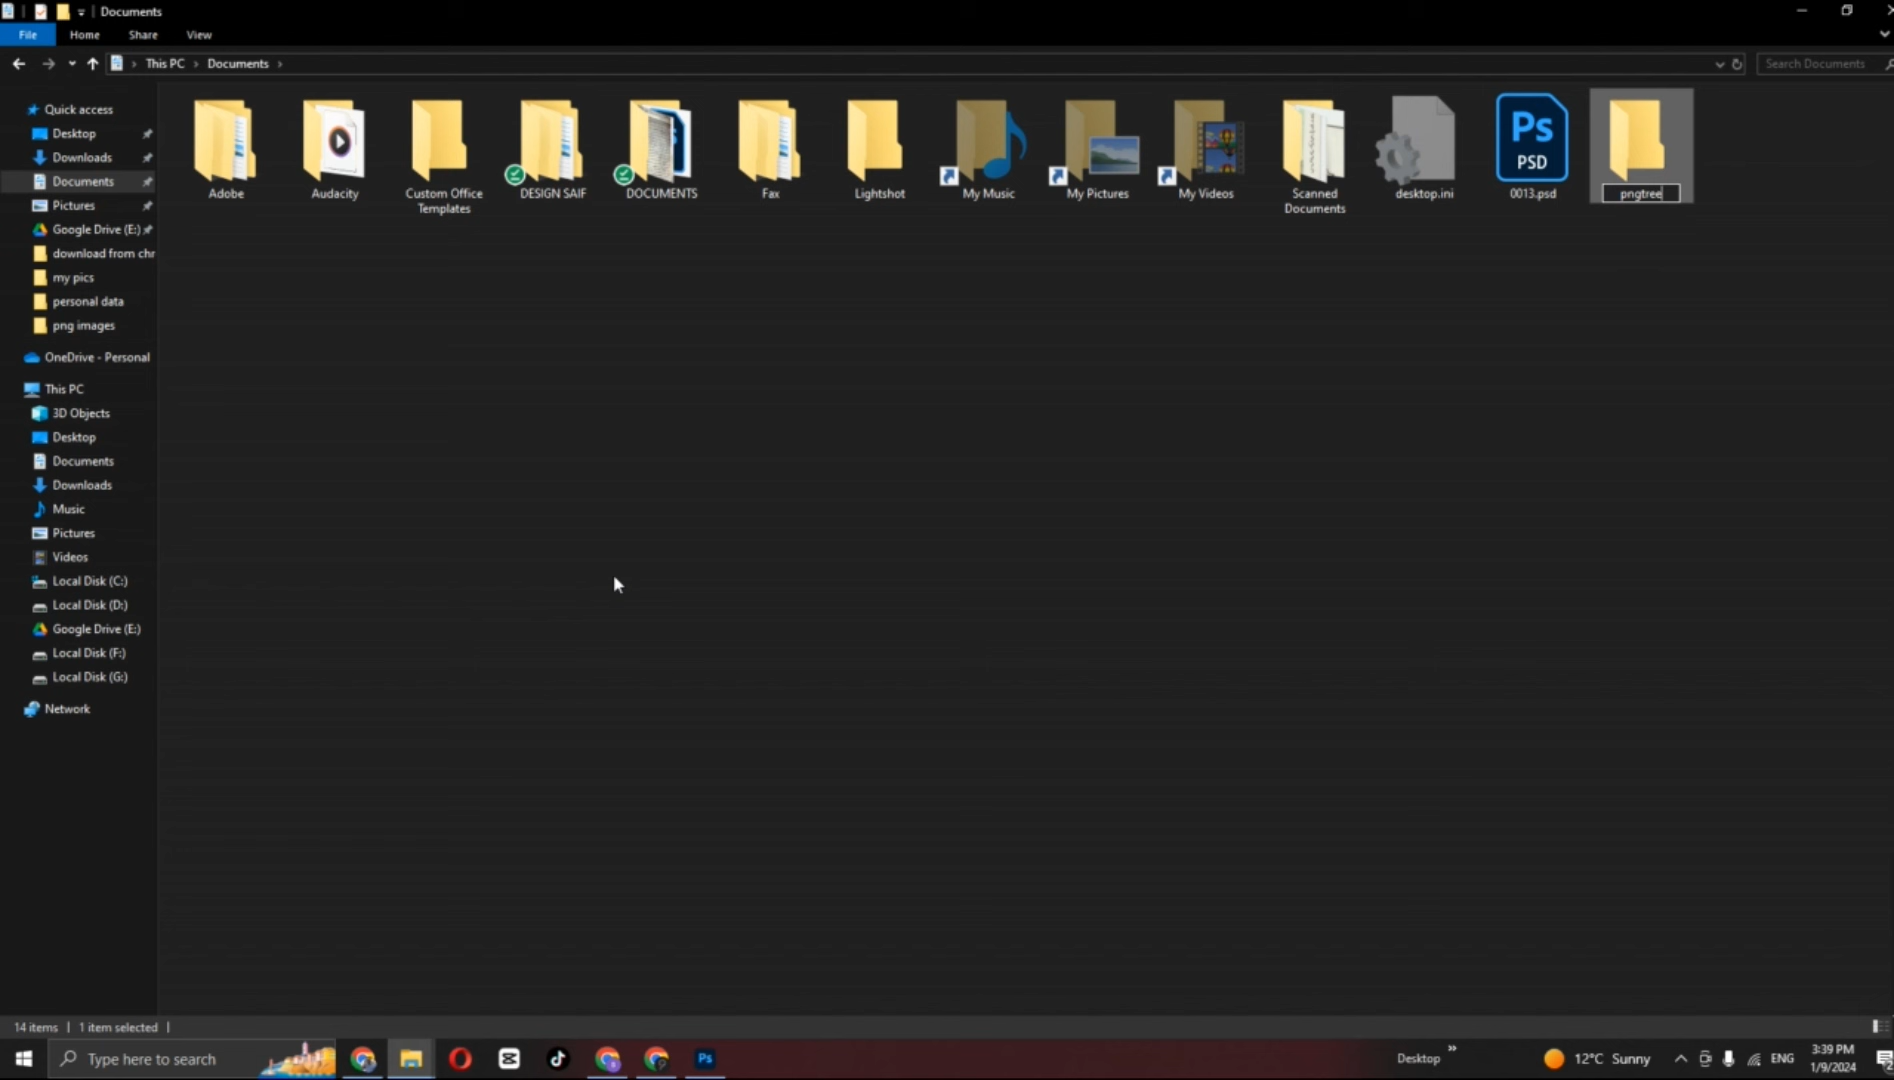 Documents
File Home Share View
This PC Documents
Search Documents
Quick access
Desktop
Downloads
Documents
Pictures
Google Drive (E:)
download from chr
my pics
personal data
png images
OneDrive - Personal
This PC
3D Objects
Desktop
Documents
Downloads
Music
Pictures
Videos
Local Disk (C:)
Local Disk (D:)
Google Drive (E:)
Local Disk (F:)
Local Disk (G:)
Network
Adobe
Audacity
Custom Office
Templates
DESIGN SAIF
DOCUMENTS
Fax
Lightshot
My Music
My Pictures
My Videos
Scanned
Documents
desktop.ini
Ps
PSD
0013.psd
pngtree
14 items 1 item selected
Type here to search
Ps
Desktop
12°C Sunny
ENG
3:39 PM
1/9/2024